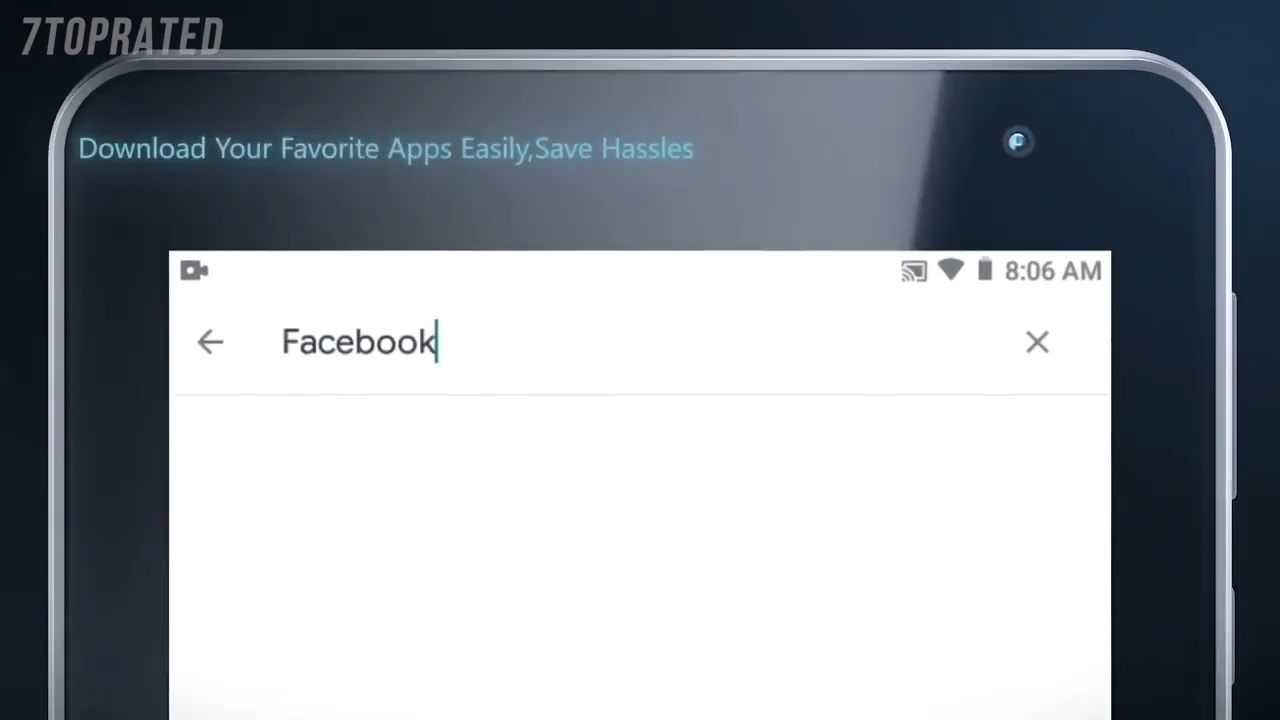 7TOPRATED
Download Your Favorite Apps Easily,Save Hassles
8:06 AM
Facebook